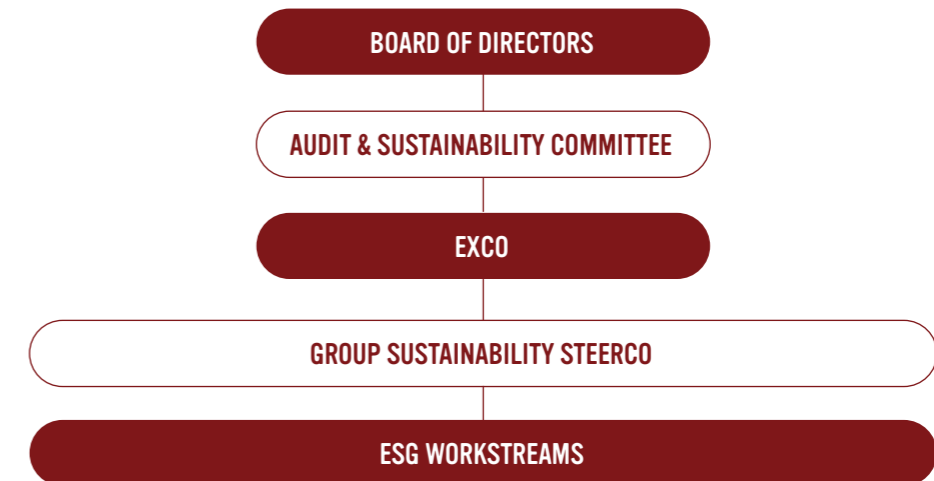 BOARD OF DIRECTORS
AUDIT & SUSTAINABILITY COMMITTEE
EXCO
GROUP SUSTAINABILITY STEERCO
ESG WORKSTREAMS